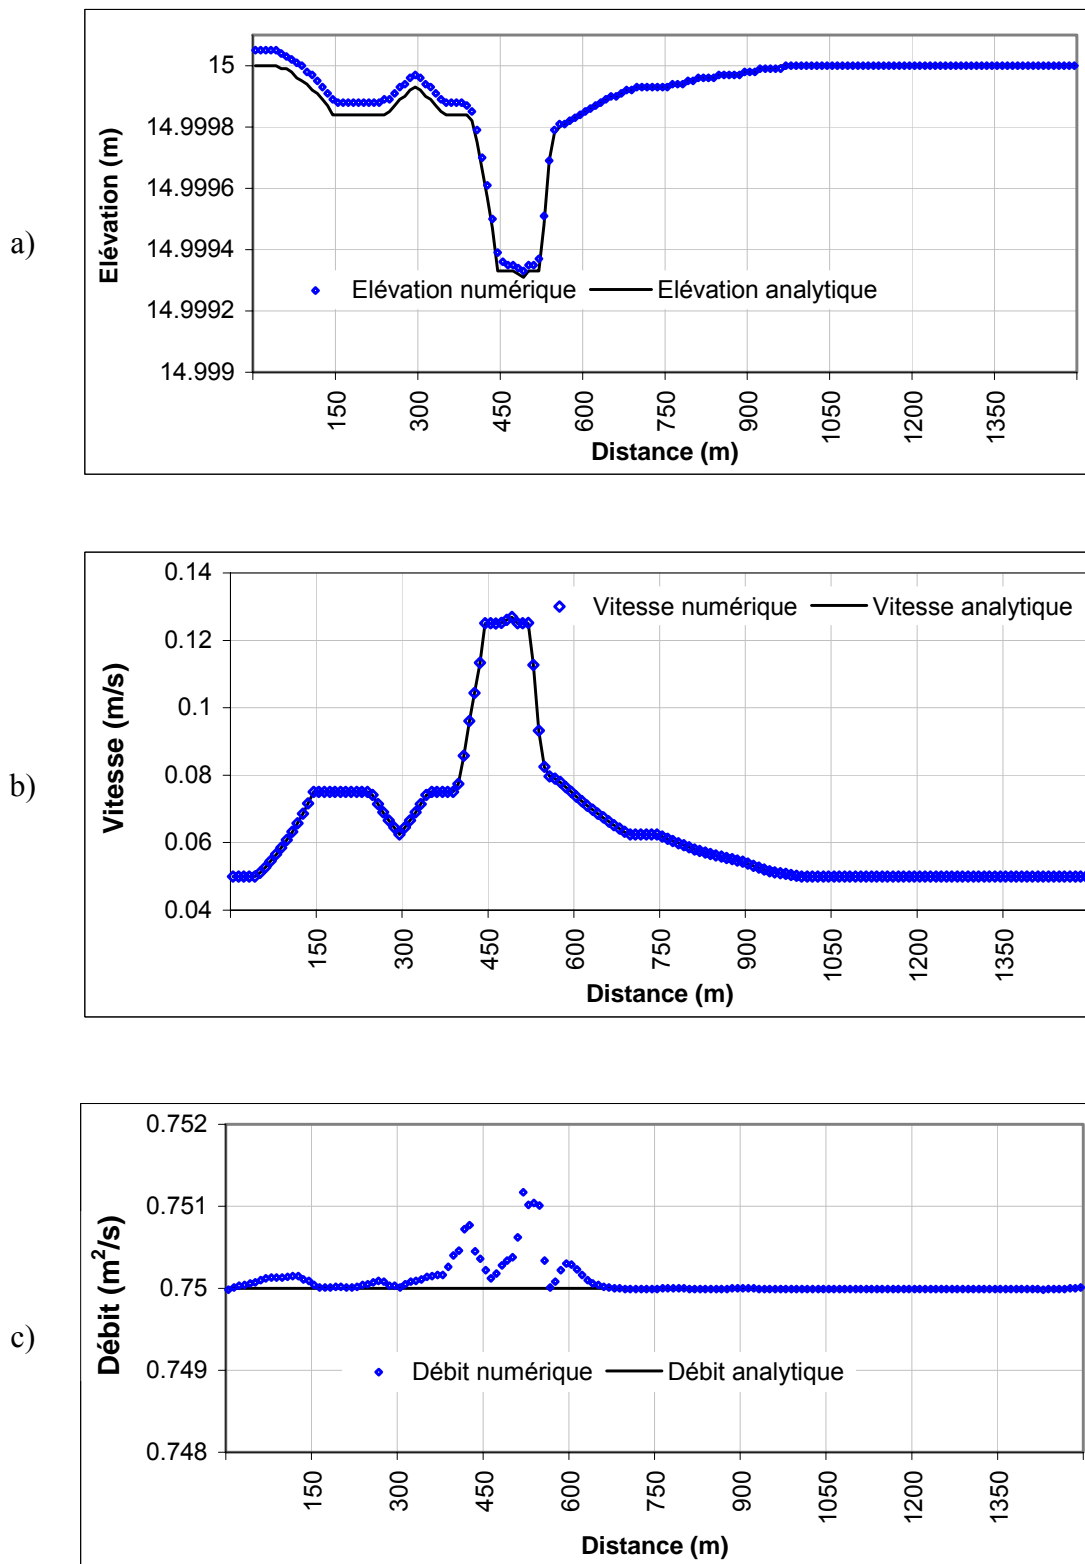 a)
Elévation (m)
15
14.9998
14.9996
14.9994
14.9992
14.999
Elévation numérique
Elévation analytique
150
300
450
600
750
900
1050
1200
1350
Distance (m)
b)
Vitesse (m/s)
0.14
0.12
0.1
0.08
0.06
0.04
Vitesse numérique
Vitesse analytique
150
300
450
600
750
900
1050
1200
1350
Distance (m)
c)
Débit (m²/s)
0.752
0.751
0.75
0.749
0.748
Débit numérique
Débit analytique
150
300
450
600
750
900
1050
1200
1350
Distance (m)